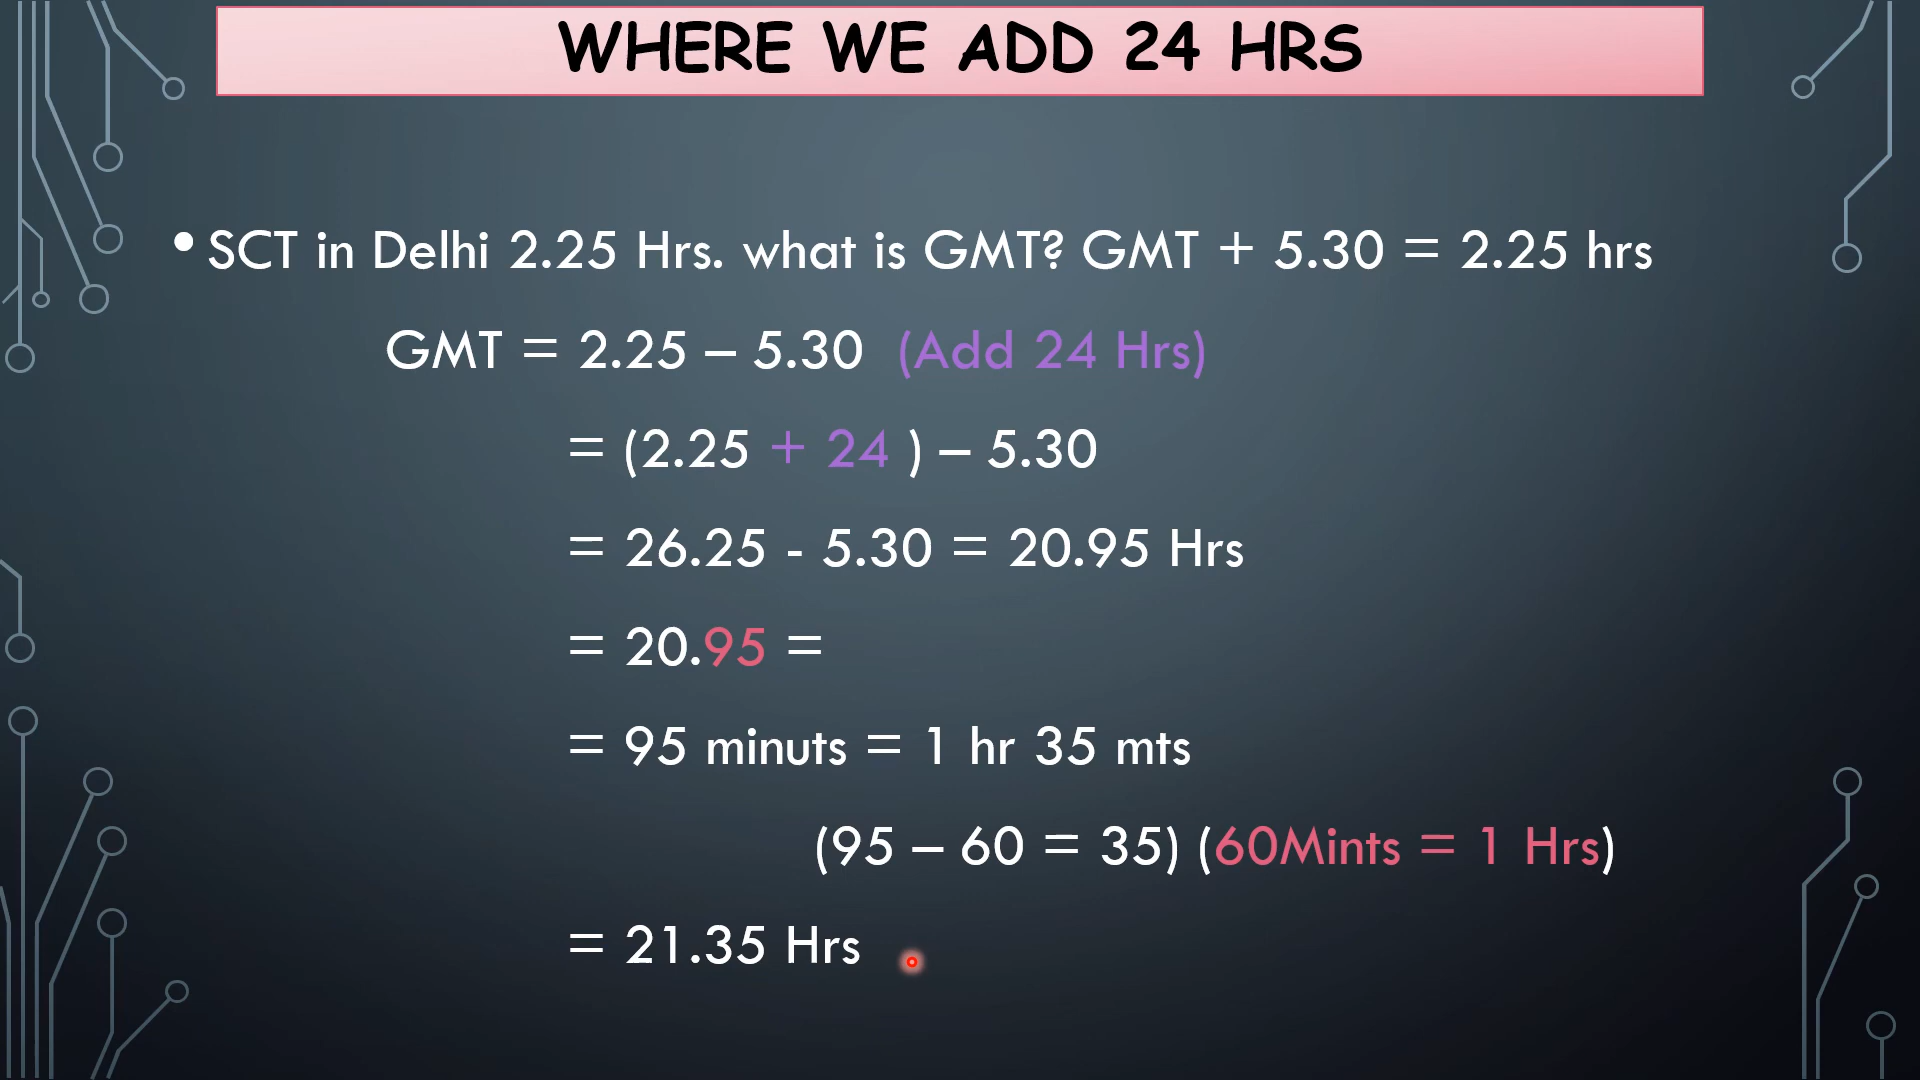 WHERE WE ADD 24 HRS
• SCT in Delhi 2.25 Hrs. what is GMT? GMT + 5.30 = 2.25 hrs
GMT = 2.25 – 5.30 (Add 24 Hrs)
= (2.25 + 24 ) – 5.30
= 26.25 - 5.30 = 20.95 Hrs
= 20.95 =
= 95 minuts = 1 hr 35 mts
(95 – 60 = 35) (60Mints = 1 Hrs)
= 21.35 Hrs